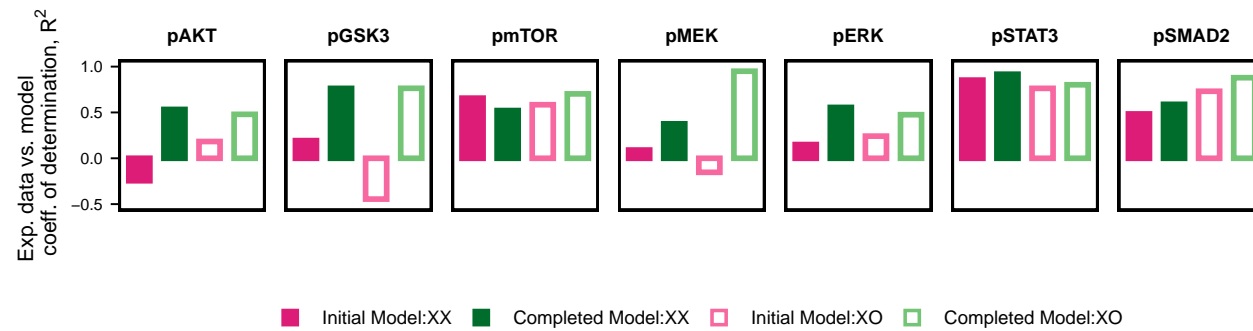 Exp. data vs. model
coeff. of determination, R²
pAKT pGSK3 pmTOR pMEK pERK pSTAT3 pSMAD2
1.0
0.5
0.0
−0.5
Initial Model:XX Completed Model:XX Initial Model:XO Completed Model:XO